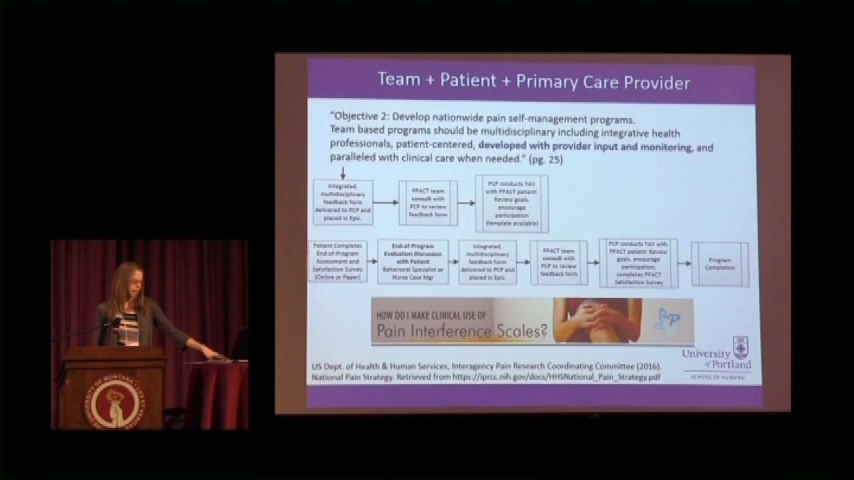 Team + Patient + Primary Care Provider
"Objective 2: Develop nationwide pain self-management programs.
Team based programs should be multidisciplinary including integrative health
professionals, patient-centered, developed with provider input and monitoring, and
paralleled with clinical care when needed." (pg. 25)
Integrated,
multidisciplinary
feedback form
delivered to PCP and
placed in Epic.
PPACT team
consult with
PCP to review
feedback form
PCP conducts TAV
with PPACT patient:
Review goals,
encourage
participation
(template available)
Patient Completes
End-of-Program
Assessment and
Satisfaction Survey
(Online or Paper)
End-of-Program
Evaluation Discussion
with Patient
Behavioral Specialist or
Nurse Case Mgr
Integrated,
multidisciplinary
feedback form
delivered to PCP and
placed in Epic.
PPACT team
consult with
PCP to review
feedback form
PCP conducts TAV with
PPACT patient: Review
goals, encourage
participation;
completes PPACT
Satisfaction Survey
Program
Completion
HOW DO I MAKE CLINICAL USE OF
Pain Interference Scales?
University
of Portland
SCHOOL OF NURSING
US Dept. of Health & Human Services, Interagency Pain Research Coordinating Committee (2016).
National Pain Strategy. Retrieved from https://iprcc.nih.gov/docs/HHSNational_Pain_Strategy.pdf